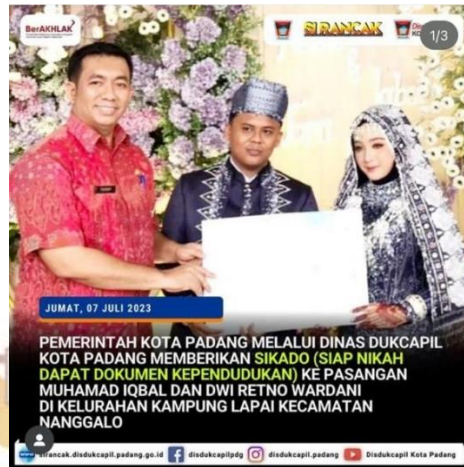 BerAKHLAK
SI RANCAK
1/3
JUMAT, 07 JULI 2023
PEMERINTAH KOTA PADANG MELALUI DINAS DUKCAPIL
KOTA PADANG MEMBERIKAN SIKADO (SIAP NIKAH
DAPAT DOKUMEN KEPENDUDUKAN) KE PASANGAN
MUHAMAD IQBAL DAN DWI RETNO WARDANI
DI KELURAHAN KAMPUNG LAPAI KECAMATAN
NANGGALO
rancak.disdukcapil.padang.go.id disdukcapilpdg disdukcapil.padang Disdukcapil Kota Padang